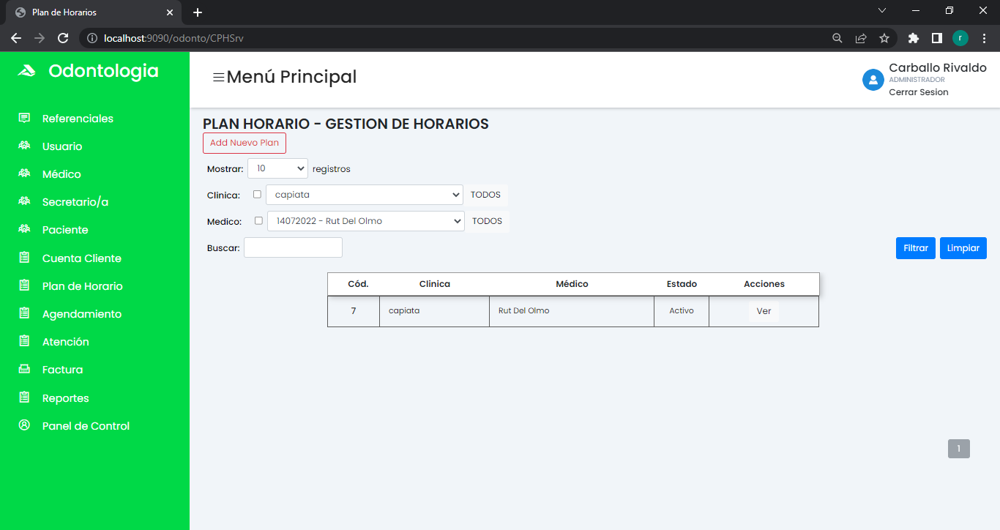 Plan de Horarios
localhost:9090/odonto/CPHSrv
r
Odontologia
Menú Principal
Carballo Rivaldo
ADMINISTRADOR
Cerrar Sesion
Referenciales
Usuario
Médico
Secretario/a
Paciente
Cuenta Cliente
Plan de Horario
Agendamiento
Atención
Factura
Reportes
Panel de Control
PLAN HORARIO - GESTION DE HORARIOS
Add Nuevo Plan
Mostrar: 10 registros
Clinica: capiata TODOS
Medico: 14072022 - Rut Del Olmo TODOS
Buscar: Filtrar Limpiar
Cód. Clinica Médico Estado Acciones
7 capiata Rut Del Olmo Activo Ver
1